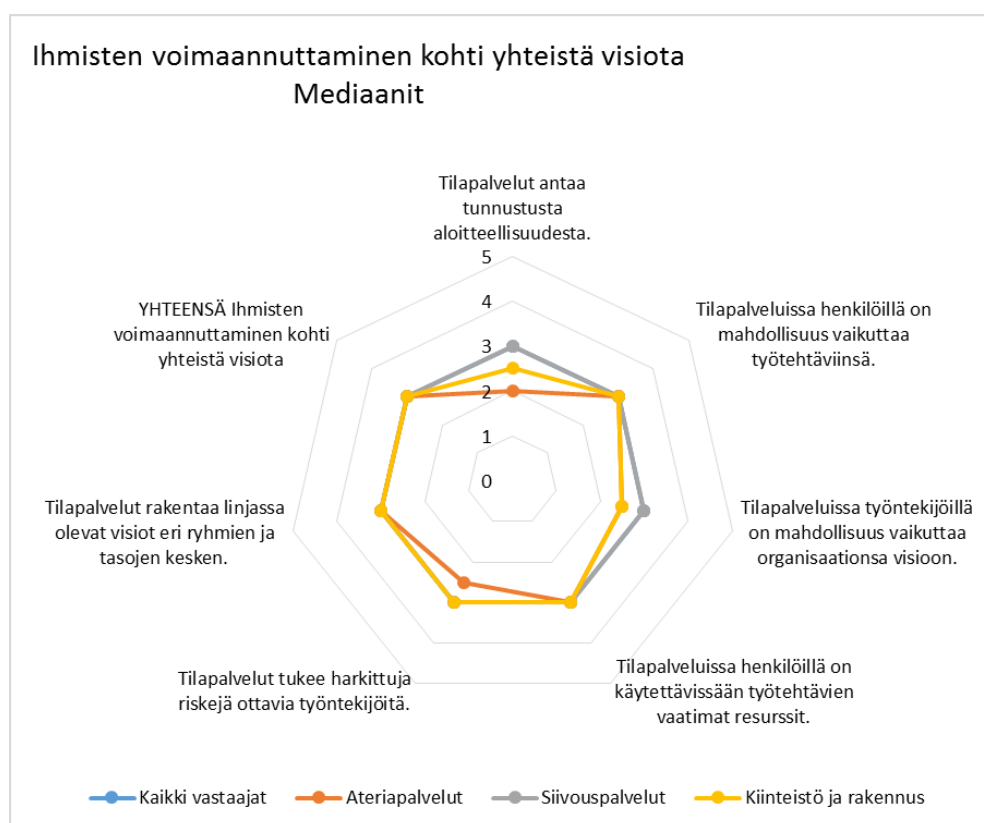 Ihmisten voimaannuttaminen kohti yhteistä visiota
Mediaanit
Tilapalvelut antaa
tunnustusta
aloitteellisuudesta.
5
4
3
2
1
0
Tilapalveluissa henkilöillä on
mahdollisuus vaikuttaa
työtehtäviinsä.
Tilapalveluissa työntekijöillä
on mahdollisuus vaikuttaa
organisaationsa visioon.
Tilapalveluissa henkilöillä on
käytettävissään työtehtävien
vaatimat resurssit.
Tilapalvelut tukee harkittuja
riskejä ottavia työntekijöitä.
Tilapalvelut rakentaa linjassa
olevat visiot eri ryhmien ja
tasojen kesken.
YHTEENSÄ Ihmisten
voimaannuttaminen kohti
yhteistä visiota
Kaikki vastaajat
Ateriapalvelut
Siivouspalvelut
Kiinteistö ja rakennus